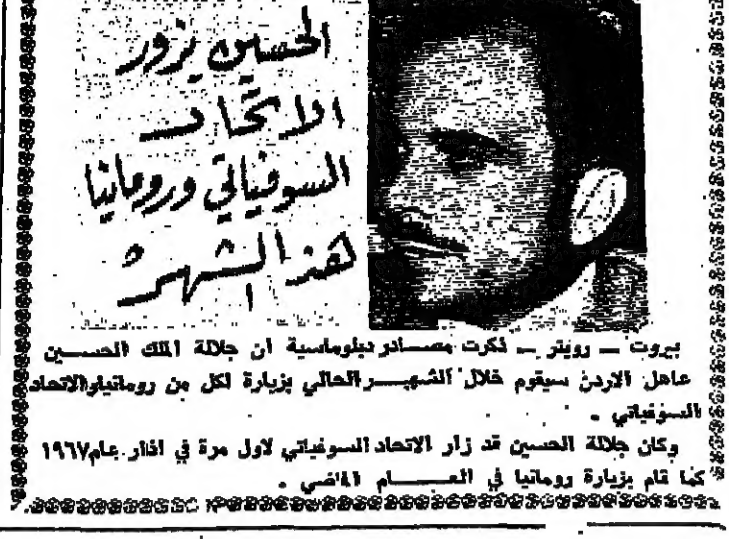 الحسين يزور
الاتحاد
السوفياتي ورومانيا
هذا الشهر
بيروت ــ رويتر ــ ذكرت مصادر دبلوماسية ان جلالة الملك الحسين
عاهل الاردن سيقوم خلال الشهر الحالي بزيارة لكل من رومانيا والاتحاد
السوفياتي .
وكان جلالة الحسين قد زار الاتحاد السوفياتي لاول مرة في اذار عام ١٩٦٧
كما قام بزيارة رومانيا في العام الماضي .